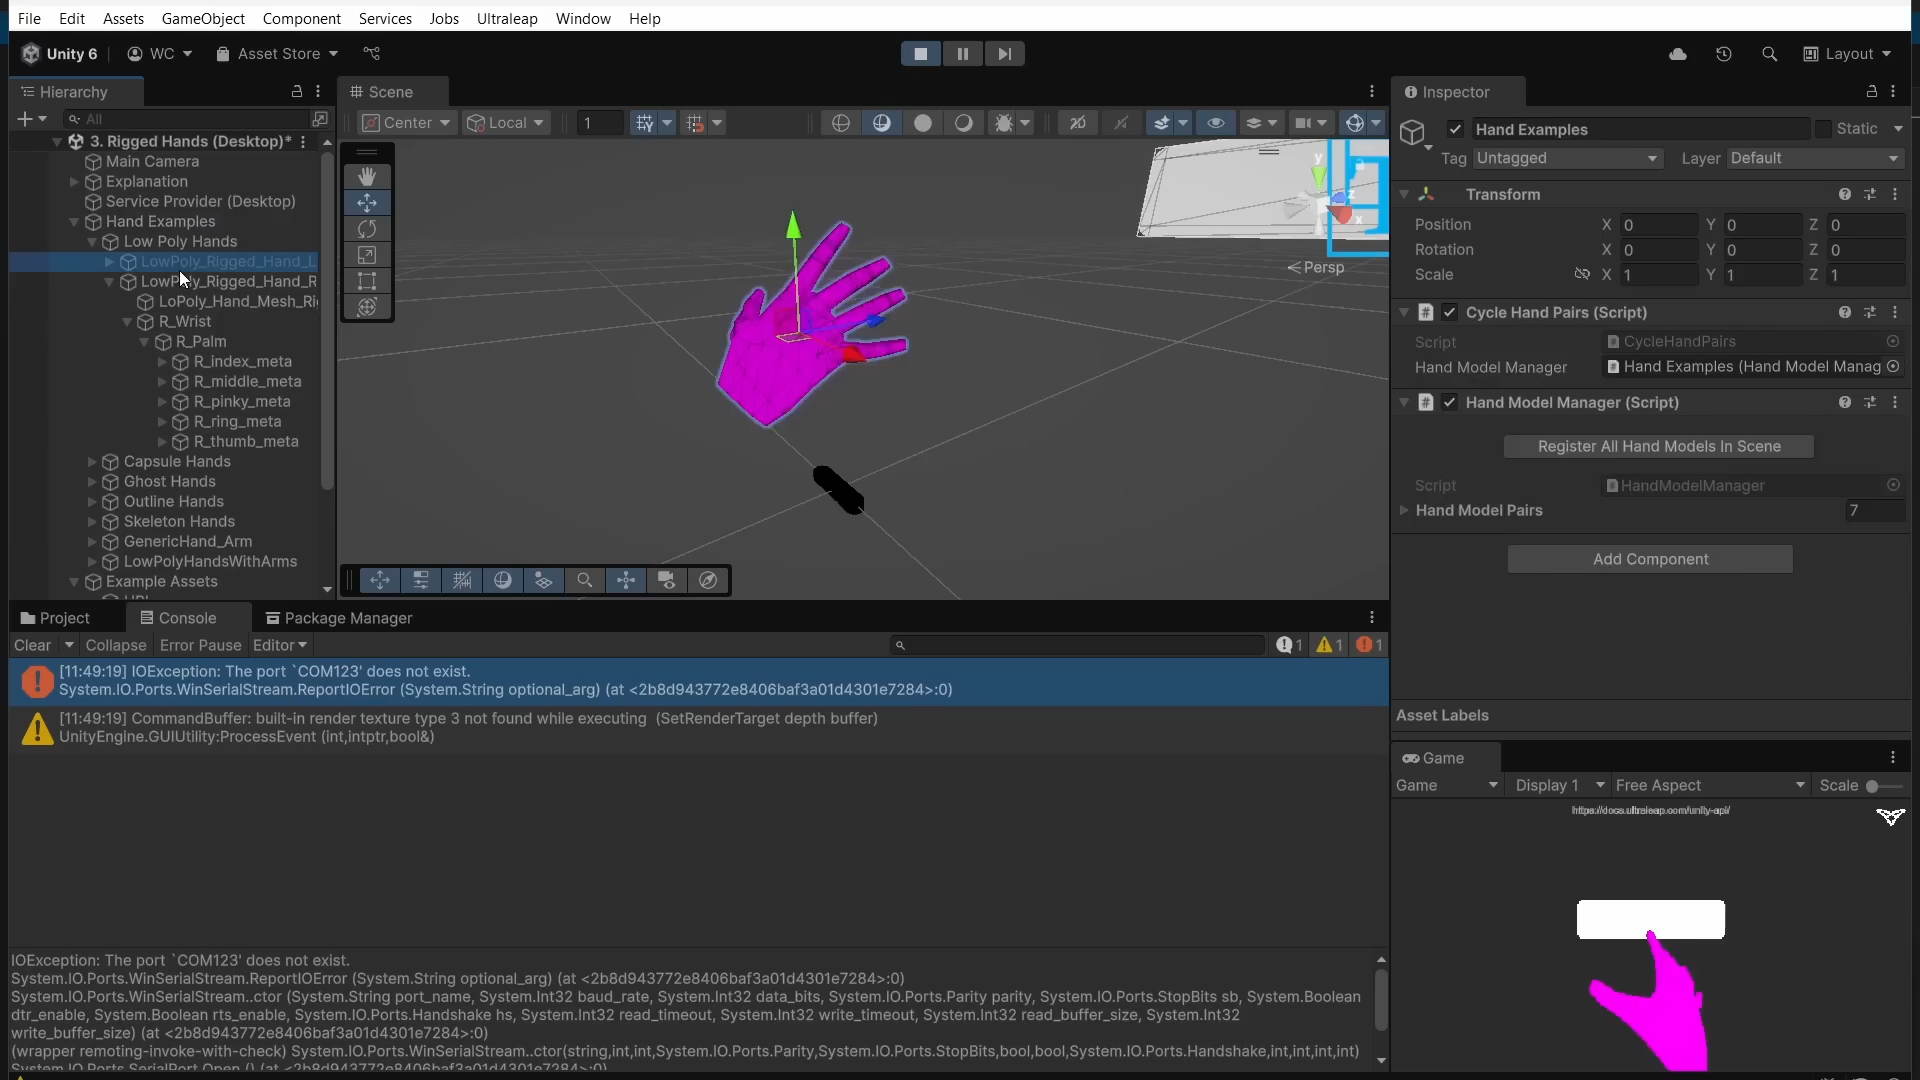 File Edit Assets GameObject Component Services Jobs Ultraleap Window Help
Unity 6 WC Asset Store Layout
Hierarchy
All
3. Rigged Hands (Desktop)*
Main Camera
Explanation
Service Provider (Desktop)
Hand Examples
Low Poly Hands
LowPoly_Rigged_Hand_L
LowPoly_Rigged_Hand_R
LoPoly_Hand_Mesh_Ri
R_Wrist
R_Palm
R_index_meta
R_middle_meta
R_pinky_meta
R_ring_meta
R_thumb_meta
Capsule Hands
Ghost Hands
Outline Hands
Skeleton Hands
GenericHand_Arm
LowPolyHandsWithArms
Example Assets
Scene
Center Local 1 2D
y
z
x
Persp
Inspector
Hand Examples Static
Tag Untagged Layer Default
Transform
Position X 0 Y 0 Z 0
Rotation X 0 Y 0 Z 0
Scale X 1 Y 1 Z 1
Cycle Hand Pairs (Script)
Script CycleHandPairs
Hand Model Manager Hand Examples (Hand Model Manag
Hand Model Manager (Script)
Register All Hand Models In Scene
Script HandModelManager
Hand Model Pairs 7
Add Component
Asset Labels
Game
Game Display 1 Free Aspect Scale
https://docs.ultraleap.com/unity-api/
Project Console Package Manager
Clear Collapse Error Pause Editor 1 1 1
[11:49:19] IOException: The port `COM123' does not exist.
System.IO.Ports.WinSerialStream.ReportIOError (System.String optional_arg) (at <2b8d943772e8406baf3a01d4301e7284>:0)
[11:49:19] CommandBuffer: built-in render texture type 3 not found while executing (SetRenderTarget depth buffer)
UnityEngine.GUIUtility:ProcessEvent (int,intptr,bool&)
IOException: The port `COM123' does not exist.
System.IO.Ports.WinSerialStream.ReportIOError (System.String optional_arg) (at <2b8d943772e8406baf3a01d4301e7284>:0)
System.IO.Ports.WinSerialStream..ctor (System.String port_name, System.Int32 baud_rate, System.Int32 data_bits, System.IO.Ports.Parity parity, System.IO.Ports.StopBits sb, System.Boolean
dtr_enable, System.Boolean rts_enable, System.IO.Ports.Handshake hs, System.Int32 read_timeout, System.Int32 write_timeout, System.Int32 read_buffer_size, System.Int32
write_buffer_size) (at <2b8d943772e8406baf3a01d4301e7284>:0)
(wrapper remoting-invoke-with-check) System.IO.Ports.WinSerialStream..ctor(string,int,int,System.IO.Ports.Parity,System.IO.Ports.StopBits,bool,bool,System.IO.Ports.Handshake,int,int,int,int)
System.IO.Ports.SerialPort.Open () (at <2b8d943772e8406baf3a01d4301e7284>:0)